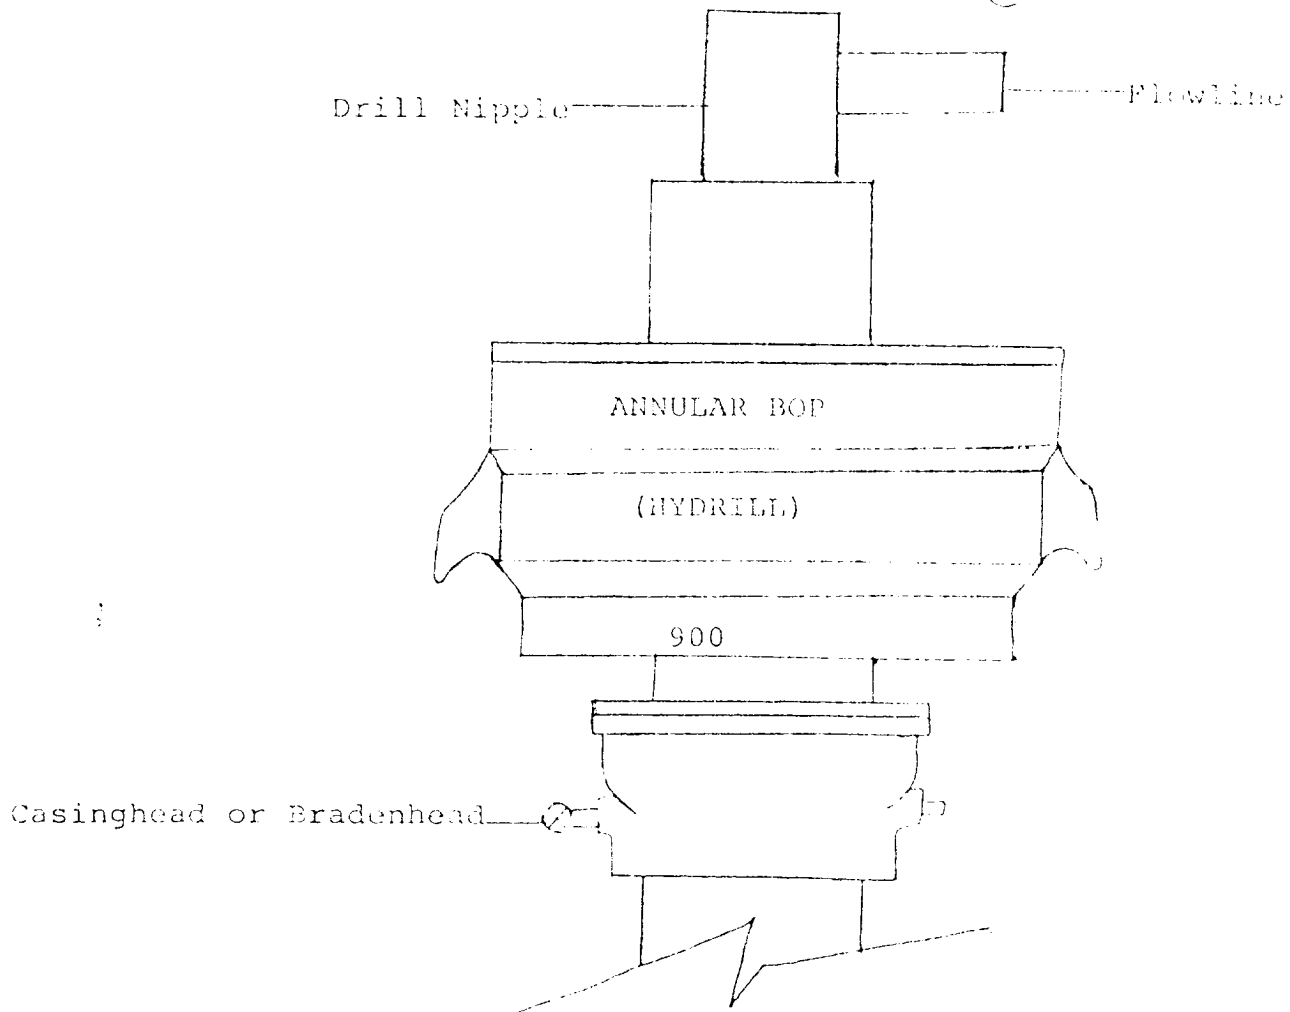 Drill Nipple
Flowline
ANNULAR BOP
(HYDRILL)
900
Casinghead or Bradenhead